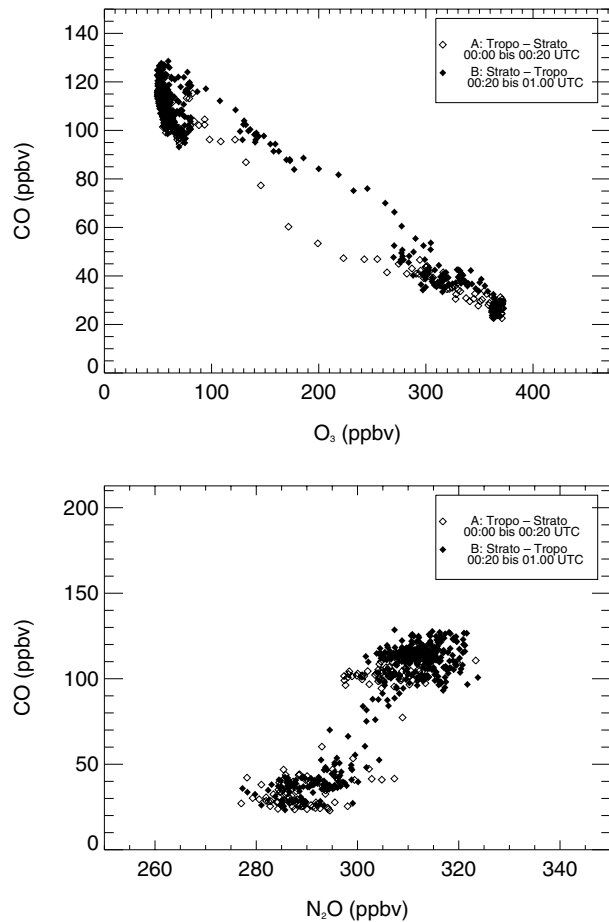 140
120
100
80
60
40
20
0
CO (ppbv)
◇ A: Tropo – Strato
00:00 bis 00:20 UTC
◆ B: Strato – Tropo
00:20 bis 01.00 UTC
0 100 200 300 400
O₃ (ppbv)
200
150
100
50
0
CO (ppbv)
◇ A: Tropo – Strato
00:00 bis 00:20 UTC
◆ B: Strato – Tropo
00:20 bis 01.00 UTC
260 280 300 320 340
N₂O (ppbv)